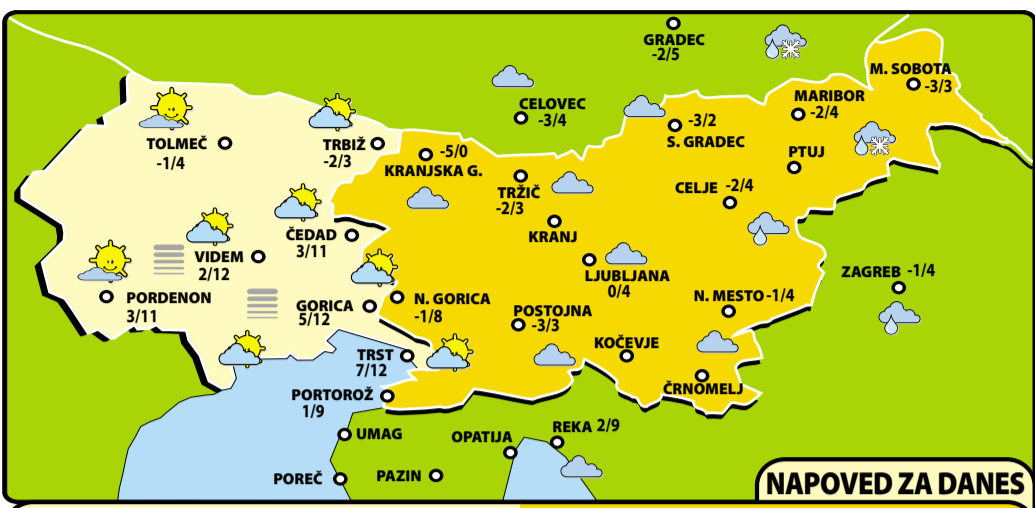 GRADEC
-2/5
M. SOBOTA
-3/3
CELOVEC
-3/4
MARIBOR
-2/4
-3/2
S. GRADEC
TOLMEČ
-1/4
TRBIŽ
-2/3
-5/0
KRANJSKA G.
PTUJ
TRŽIČ
-2/3
CELJE -2/4
KRANJ
ČEDAD
3/11
VIDEM
2/12
LJUBLJANA
0/4
ZAGREB -1/4
PORDENON
3/11
GORICA
5/12
N. GORICA
-1/8
N. MESTO -1/4
POSTOJNA
-3/3
KOČEVJE
TRST
7/12
ČRNOMELJ
PORTOROŽ
1/9
UMAG
OPATIJA
REKA 2/9
POREČ
PAZIN
NAPOVED ZA DANES